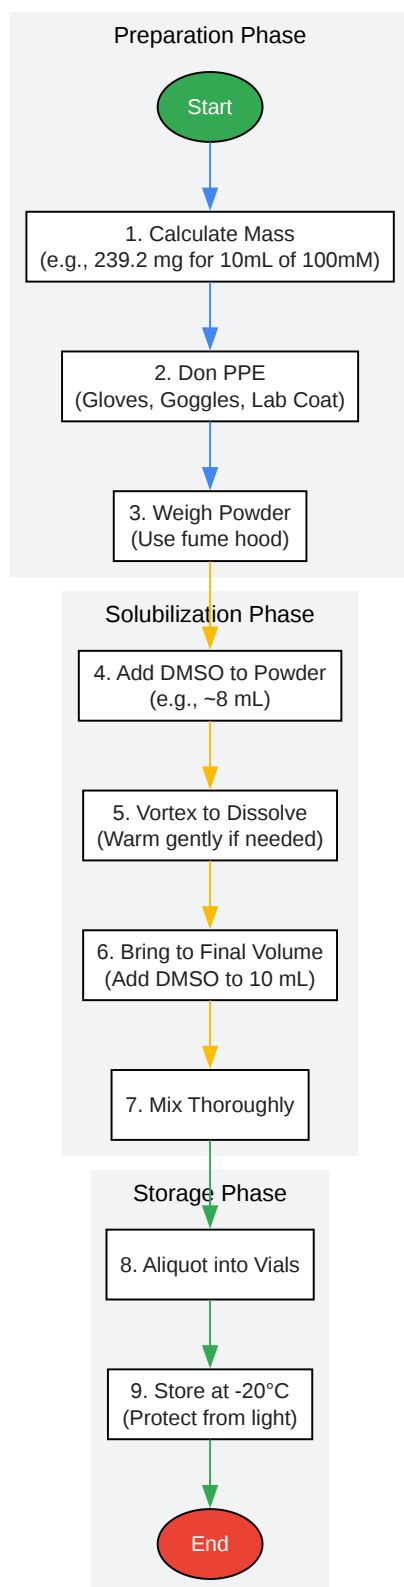 Preparation Phase
Start
1. Calculate Mass
(e.g., 239.2 mg for 10mL of 100mM)
2. Don PPE
(Gloves, Goggles, Lab Coat)
3. Weigh Powder
(Use fume hood)
Solubilization Phase
4. Add DMSO to Powder
(e.g., ~8 mL)
5. Vortex to Dissolve
(Warm gently if needed)
6. Bring to Final Volume
(Add DMSO to 10 mL)
7. Mix Thoroughly
Storage Phase
8. Aliquot into Vials
9. Store at -20°C
(Protect from light)
End